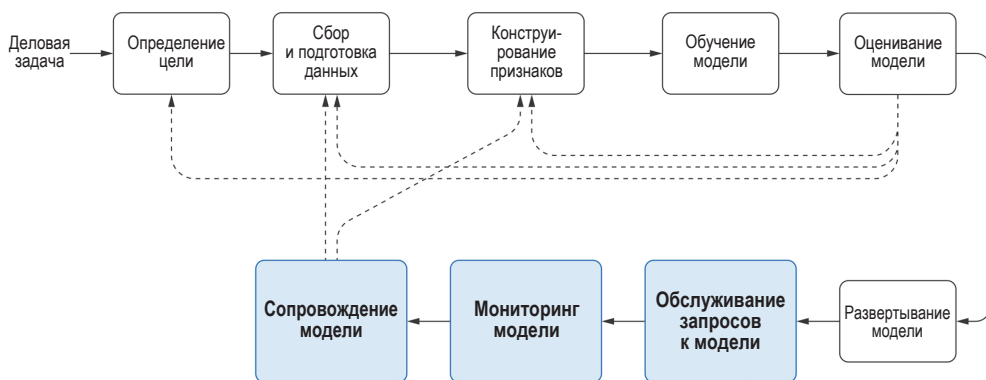 Деловая
задача
Определение
цели
Сбор
и подготовка
данных
Конструи-
рование
признаков
Обучение
модели
Оценивание
модели
Сопровождение
модели
Мониторинг
модели
Обслуживание
запросов
к модели
Развертывание
модели